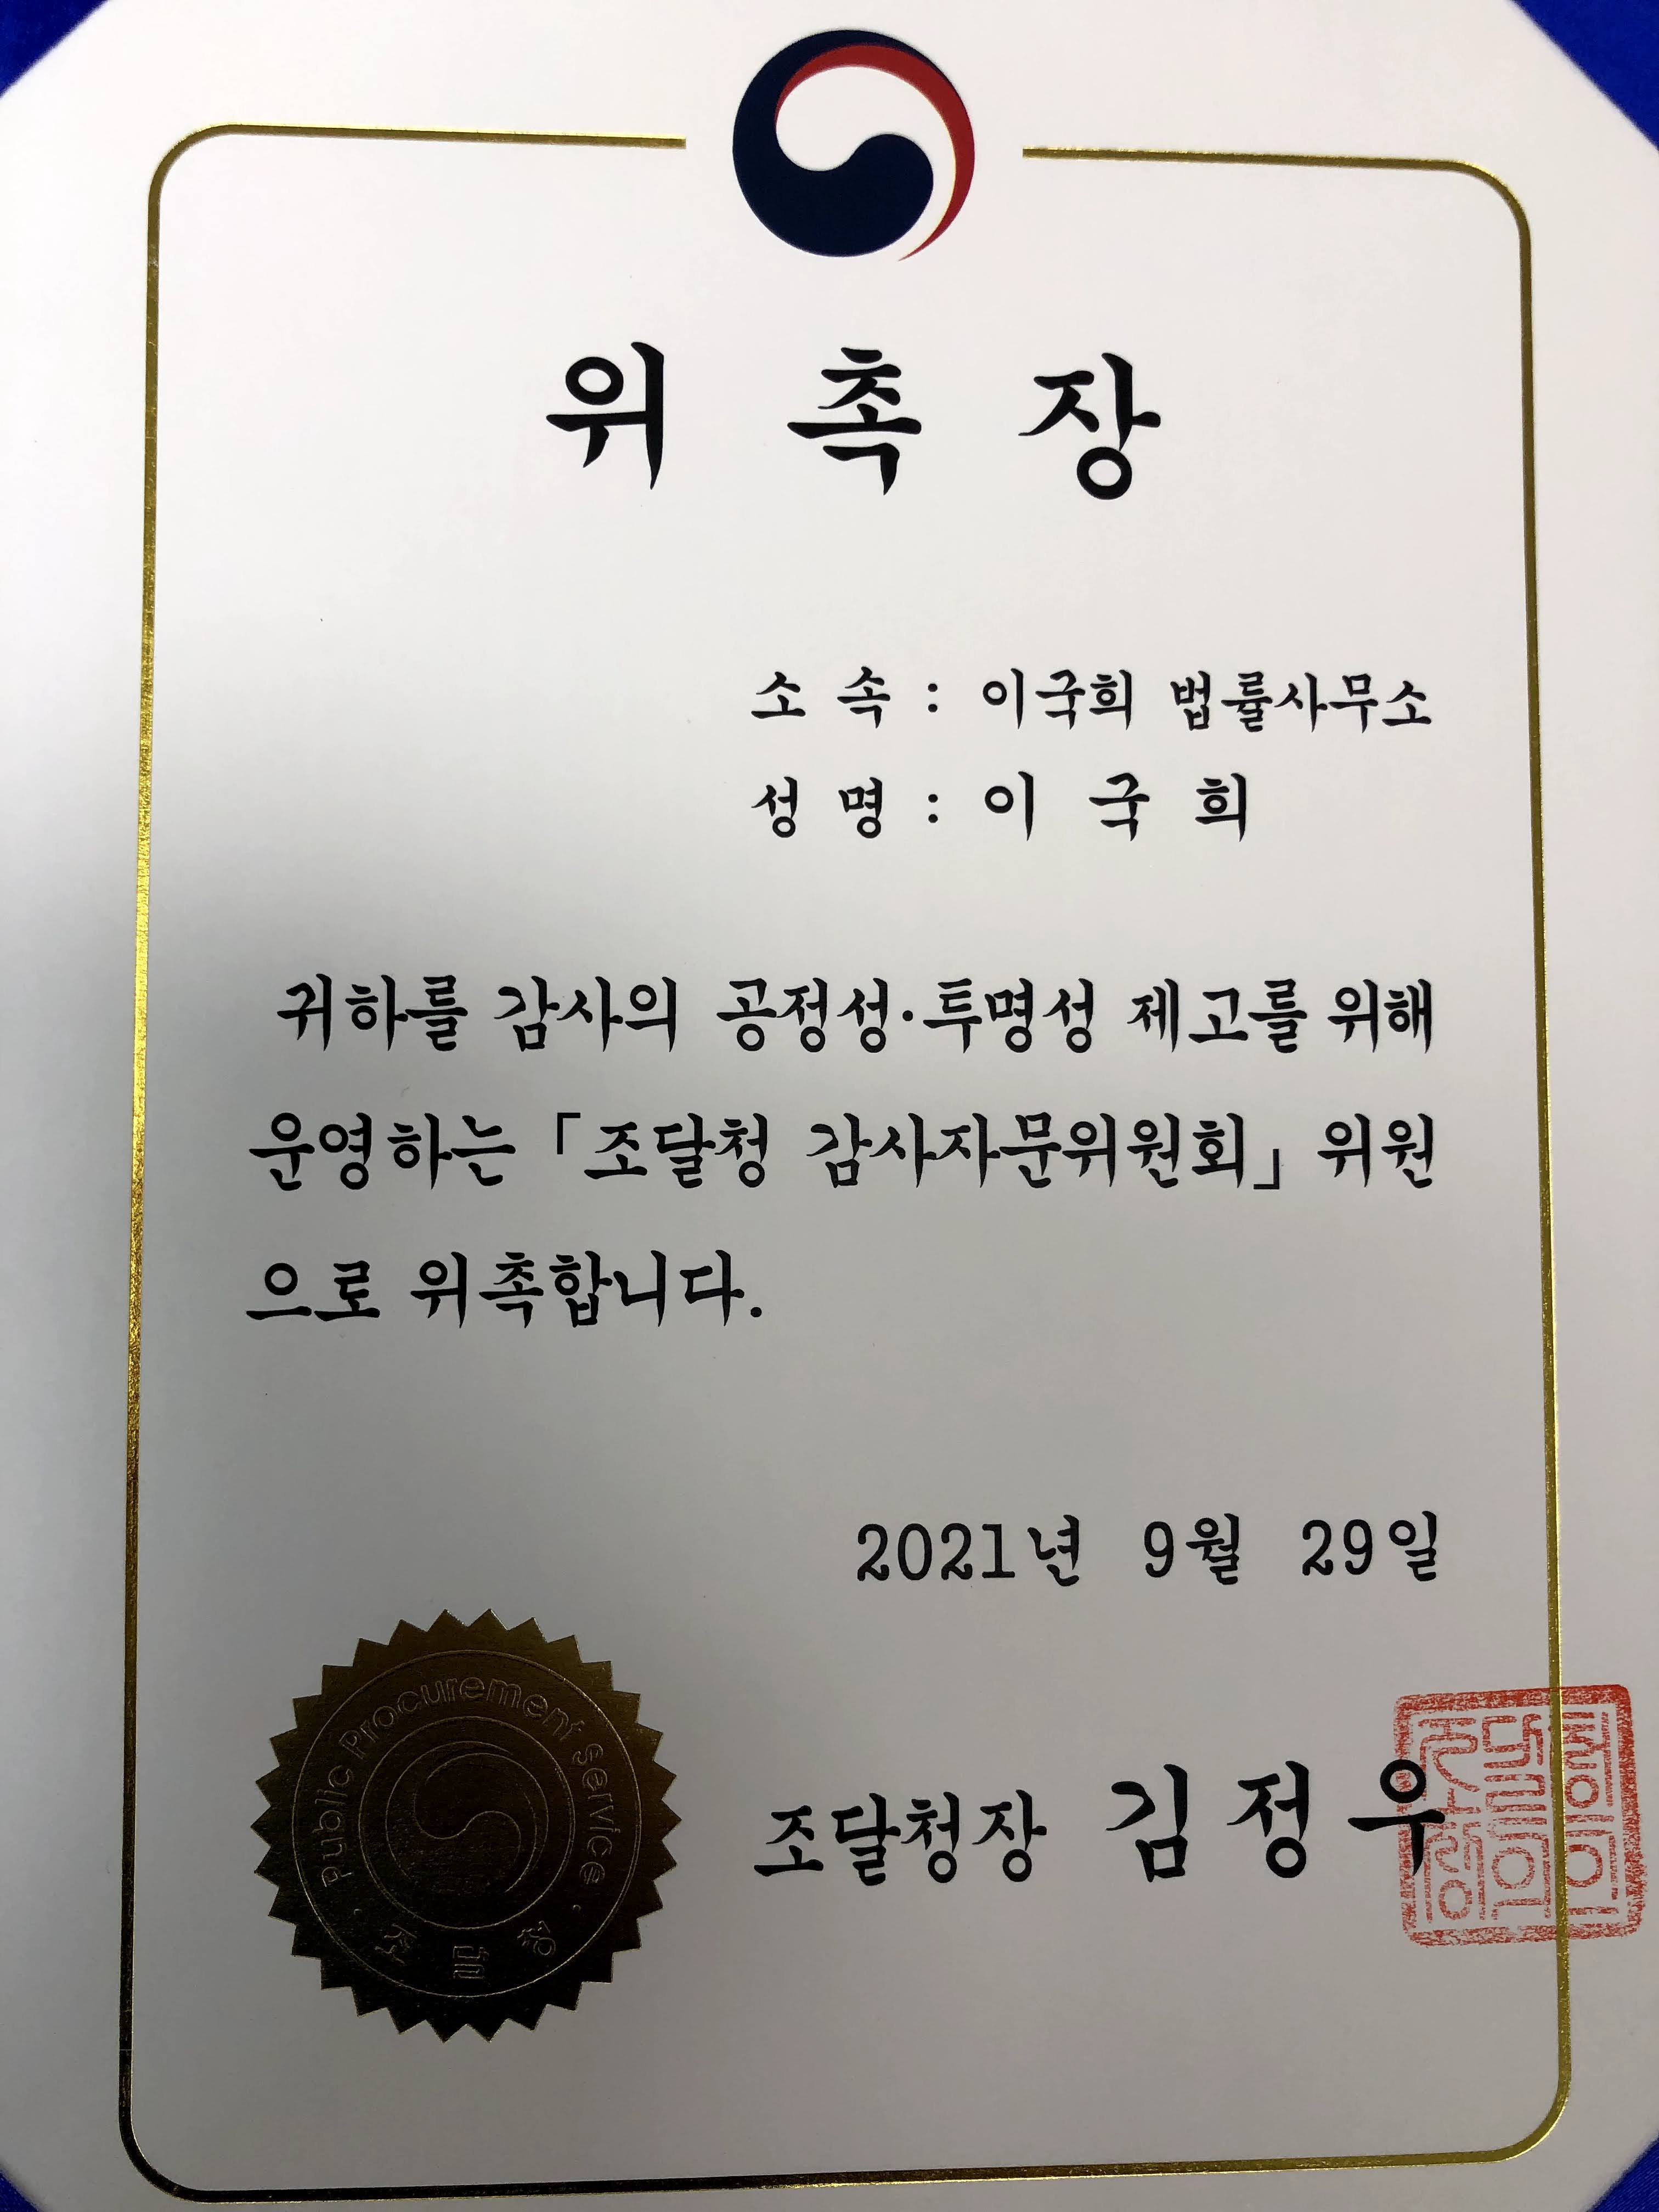 위 촉 장
소 속 : 이국희 법률사무소
성 명 : 이 국 희
귀하를 감사의 공정성·투명성 제고를 위해
운영하는 「조달청 감사자문위원회」 위원
으로 위촉합니다.
2021년 9월 29일
Public Procurement Service
조달청
조달청장 김정우